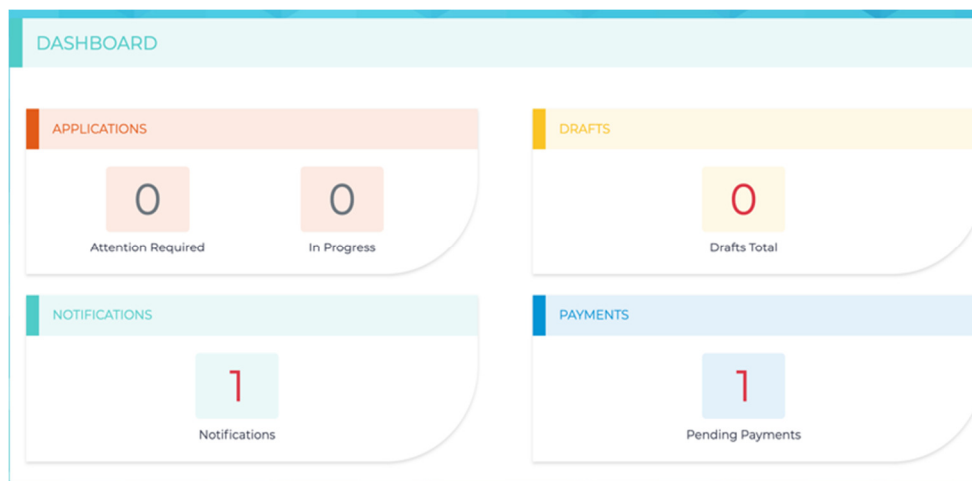 DASHBOARD
APPLICATIONS
0
0
Attention Required
In Progress
DRAFTS
0
Drafts Total
NOTIFICATIONS
1
Notifications
PAYMENTS
1
Pending Payments